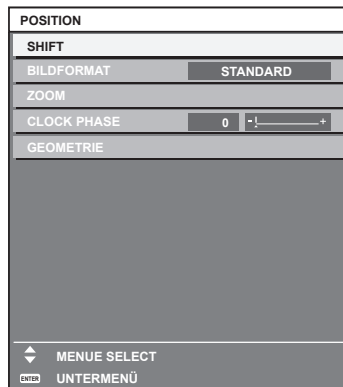 POSITION
SHIFT
BILDFORMAT STANDARD
ZOOM
CLOCK PHASE 0 - +
GEOMETRIE
MENUE SELECT
ENTER UNTERMENÜ